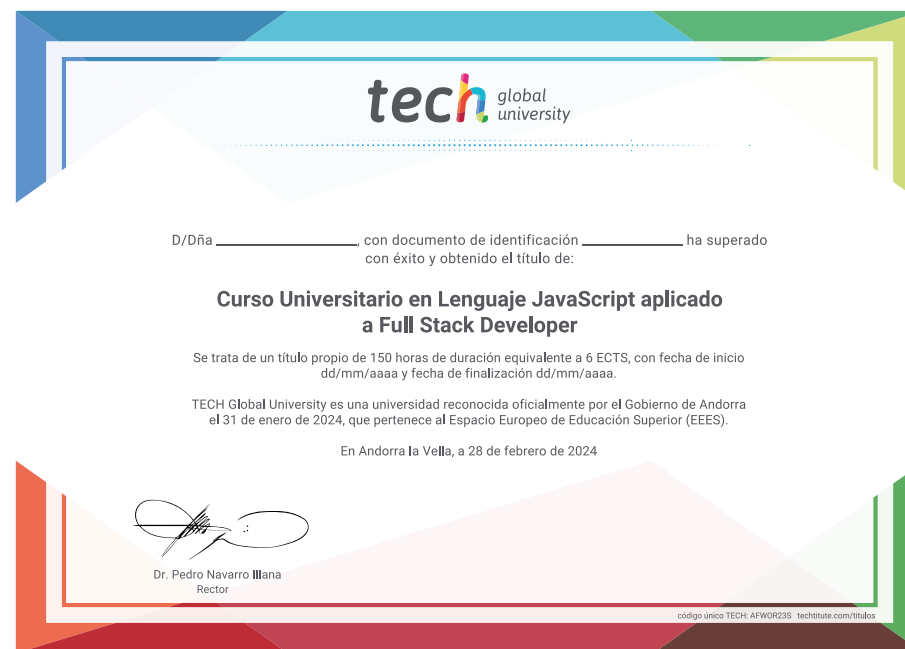 tech global
university
D/Dña ______________, con documento de identificación __________ ha superado
con éxito y obtenido el título de:
Curso Universitario en Lenguaje JavaScript aplicado
a Full Stack Developer
Se trata de un título propio de 150 horas de duración equivalente a 6 ECTS, con fecha de inicio
dd/mm/aaaa y fecha de finalización dd/mm/aaaa.
TECH Global University es una universidad reconocida oficialmente por el Gobierno de Andorra
el 31 de enero de 2024, que pertenece al Espacio Europeo de Educación Superior (EEES).
En Andorra la Vella, a 28 de febrero de 2024
Dr. Pedro Navarro Illana
Rector
código único TECH: AFWOR23S techtitute.com/titulos